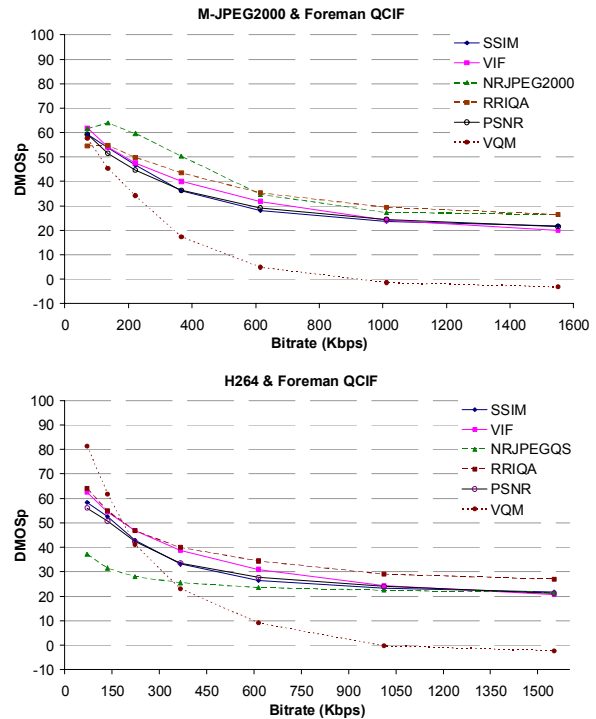 M-JPEG2000 & Foreman QCIF
100
90
80
70
60
50
40
30
20
10
0
-10
DMOSp
SSIM
VIF
NRJPEG2000
RRIQA
PSNR
VQM
0 200 400 600 800 1000 1200 1400 1600
Bitrate (Kbps)
H264 & Foreman QCIF
100
90
80
70
60
50
40
30
20
10
0
-10
DMOSp
SSIM
VIF
NRJPEGQS
RRIQA
PSNR
VQM
0 150 300 450 600 750 900 1050 1200 1350 1500
Bitrate (Kbps)